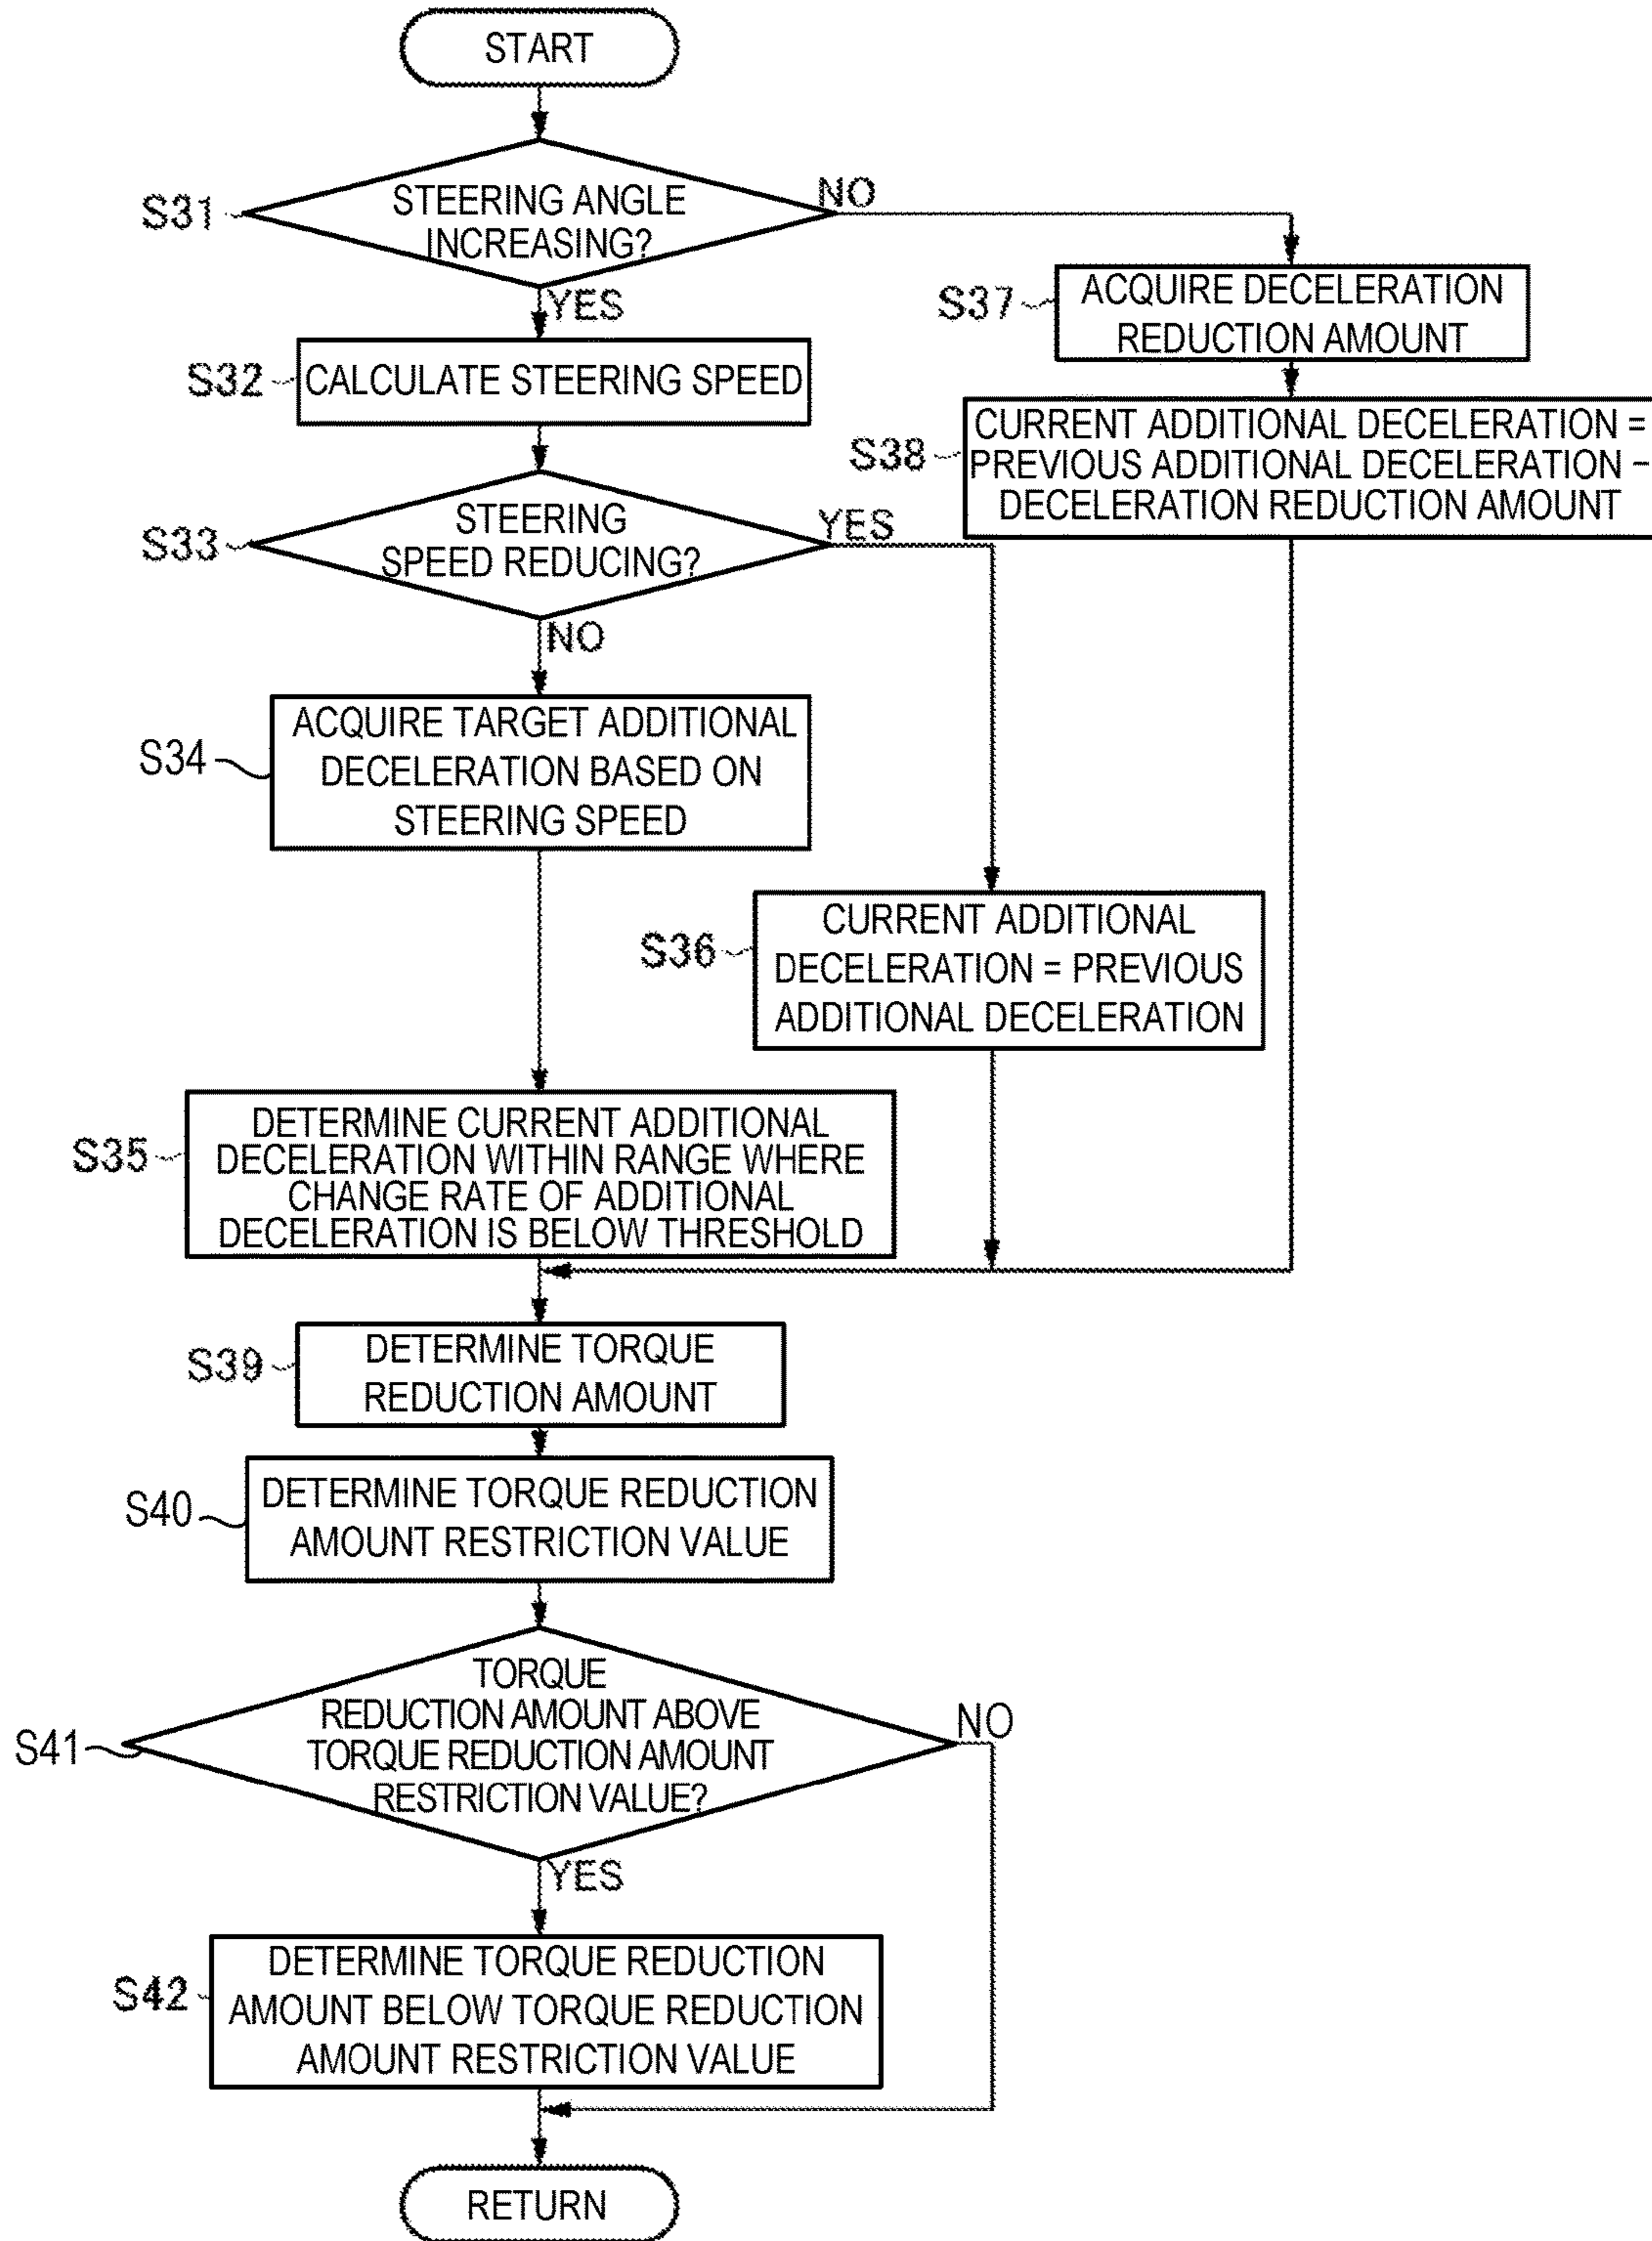 START
S31
STEERING ANGLE
INCREASING?
NO
YES
S37
ACQUIRE DECELERATION
REDUCTION AMOUNT
S32
CALCULATE STEERING SPEED
S38
CURRENT ADDITIONAL DECELERATION =
PREVIOUS ADDITIONAL DECELERATION −
DECELERATION REDUCTION AMOUNT
S33
STEERING
SPEED REDUCING?
YES
NO
S34
ACQUIRE TARGET ADDITIONAL
DECELERATION BASED ON
STEERING SPEED
S36
CURRENT ADDITIONAL
DECELERATION = PREVIOUS
ADDITIONAL DECELERATION
S35
DETERMINE CURRENT ADDITIONAL
DECELERATION WITHIN RANGE WHERE
CHANGE RATE OF ADDITIONAL
DECELERATION IS BELOW THRESHOLD
S39
DETERMINE TORQUE
REDUCTION AMOUNT
S40
DETERMINE TORQUE REDUCTION
AMOUNT RESTRICTION VALUE
S41
TORQUE
REDUCTION AMOUNT ABOVE
TORQUE REDUCTION AMOUNT
RESTRICTION VALUE?
NO
YES
S42
DETERMINE TORQUE REDUCTION
AMOUNT BELOW TORQUE REDUCTION
AMOUNT RESTRICTION VALUE
RETURN